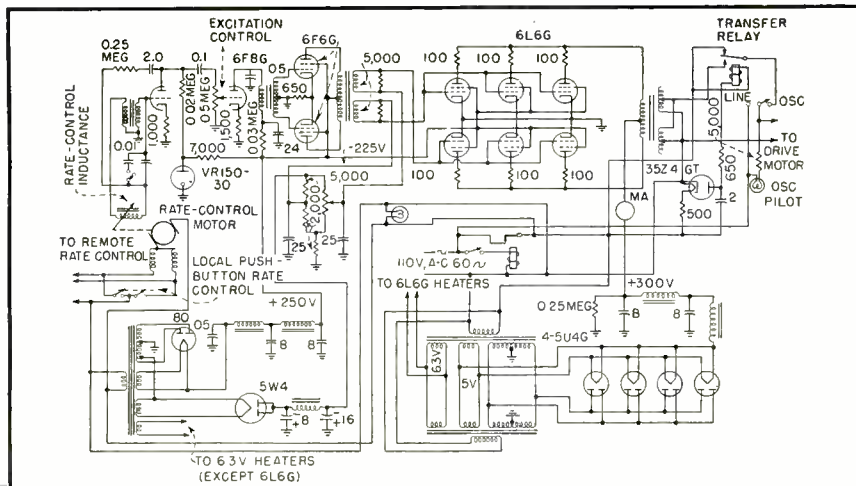 EXCITATION
CONTROL
TRANSFER
RELAY
0.25
MEG
2.0
0.1
6F8G
6F6G
5,000
6L6G
100
100
100
0.02MEG
0.5MEG
1,000
1,500
05
650
0.03MEG
24
LINE
OSC
5,000
TO
DRIVE
MOTOR
OSC
PILOT
RATE-CONTROL
INDUCTANCE
0.01
7,000
VR150-
30
-225V
5,000
2,000
25
25
100
100
100
35Z4 GT
650
2
500
MA
RATE-CONTROL
MOTOR
TO REMOTE
RATE CONTROL
LOCAL PUSH-
BUTTON RATE
CONTROL
110V, A-C 60~
TO 6L6G HEATERS
+300V
0.25MEG
8
8
+250V
80
05
8
8
5W4
-
+8
-
+16
6.3V
5V
4-5U4G
TO 6.3V HEATERS
(EXCEPT 6L6G)